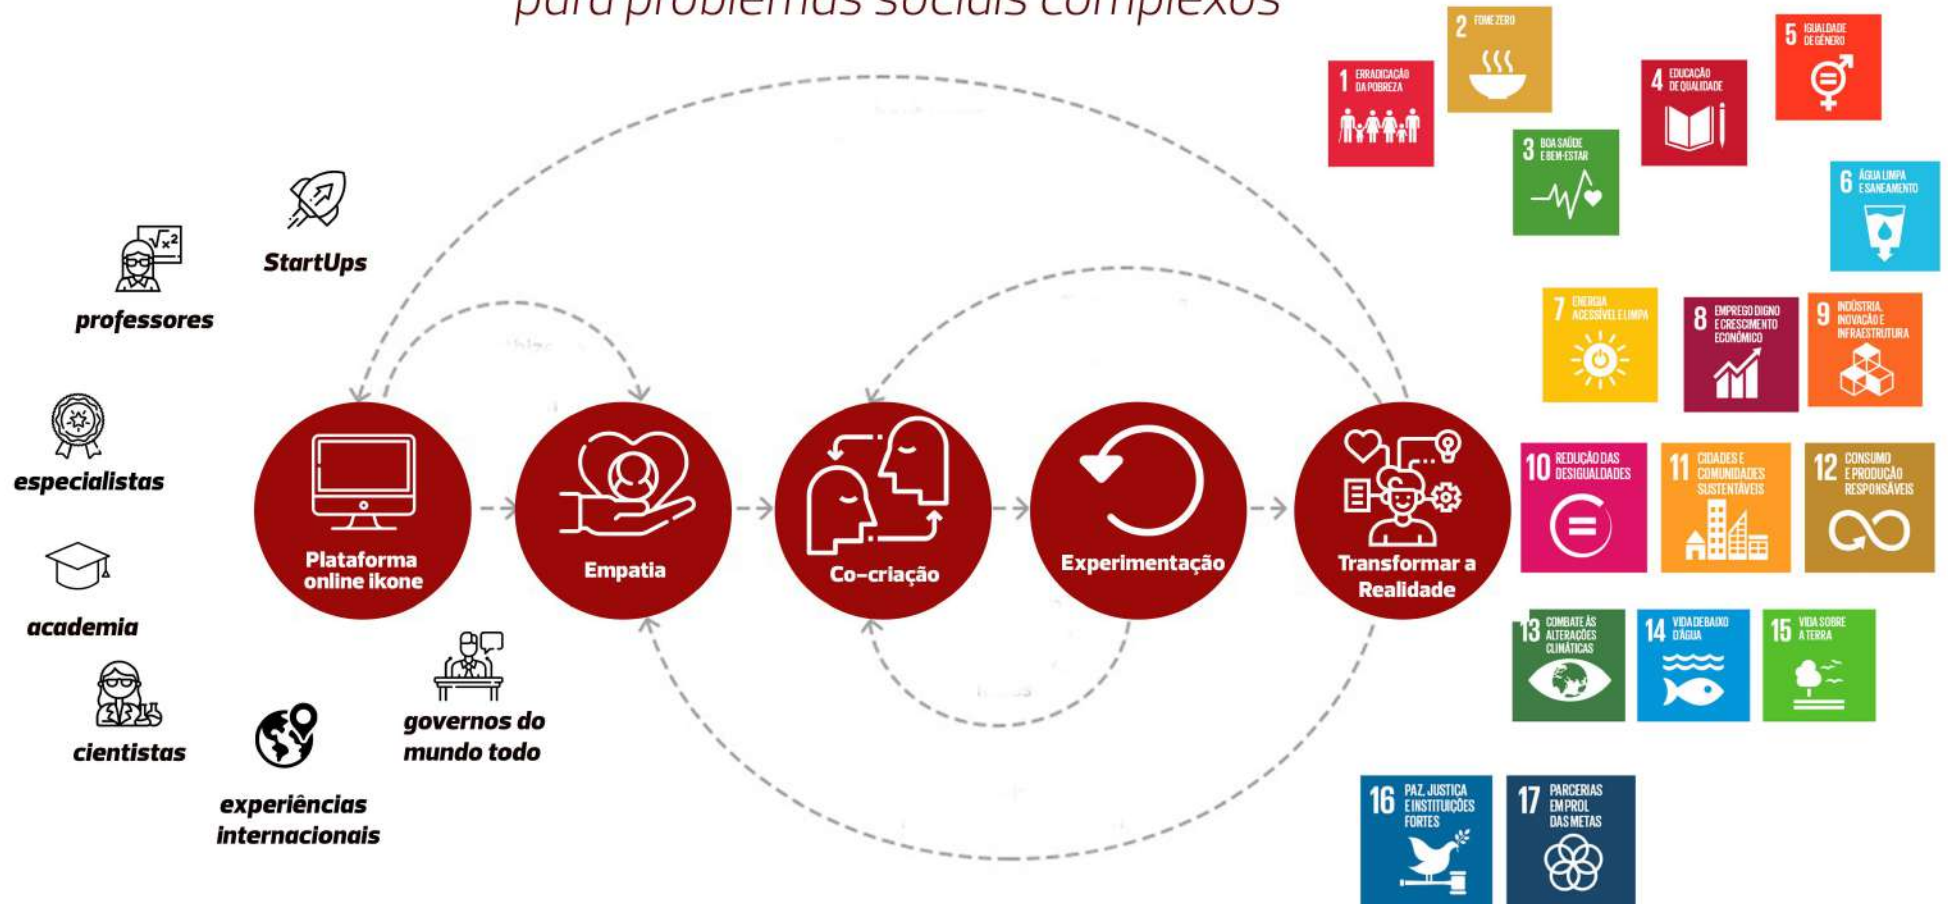 para problemas sociais complexos
StartUps
professores
especialistas
academia
cientistas
experiências
internacionais
governos do
mundo todo
√x²
Plataforma
online ikone
Empatia
Co-criação
Experimentação
Transformar a
Realidade
1 ERRADICAÇÃO
DA POBREZA
2 FOME ZERO
3 BOA SAÚDE
E BEM-ESTAR
4 EDUCAÇÃO
DE QUALIDADE
5 IGUALDADE
DE GÊNERO
6 ÁGUA LIMPA
E SANEAMENTO
7 ENERGIA
ACESSÍVEL E LIMPA
8 EMPREGO DIGNO
E CRESCIMENTO
ECONÔMICO
9 INDÚSTRIA,
INOVAÇÃO E
INFRAESTRUTURA
10 REDUÇÃO DAS
DESIGUALDADES
11 CIDADES E
COMUNIDADES
SUSTENTÁVEIS
12 CONSUMO
E PRODUÇÃO
RESPONSÁVEIS
13 COMBATE ÀS
ALTERAÇÕES
CLIMÁTICAS
14 VIDA DEBAIXO
D'ÁGUA
15 VIDA SOBRE
A TERRA
16 PAZ, JUSTIÇA
E INSTITUIÇÕES
FORTES
17 PARCERIAS
EM PROL
DAS METAS